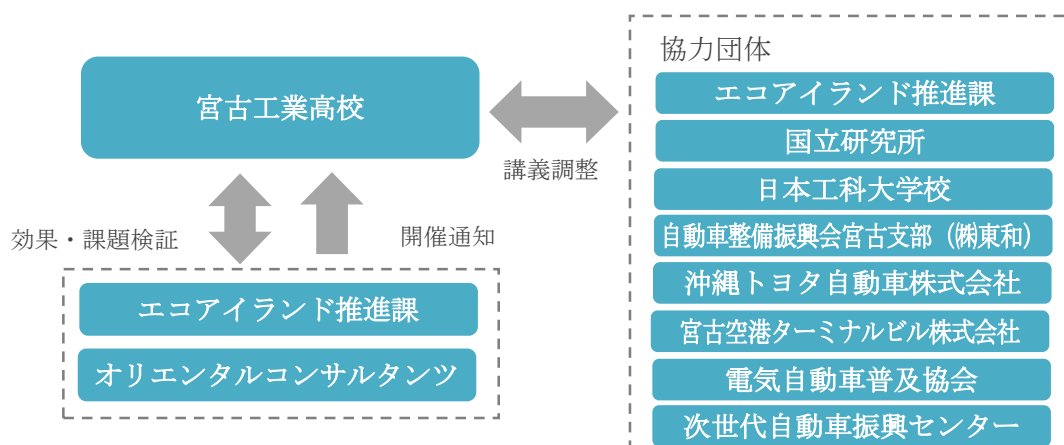 宮古工業高校
講義調整
効果・課題検証
開催通知
エコアイランド推進課
オリエンタルコンサルタンツ
協力団体
エコアイランド推進課
国立研究所
日本工科大学校
自動車整備振興会宮古支部（㈱東和）
沖縄トヨタ自動車株式会社
宮古空港ターミナルビル株式会社
電気自動車普及協会
次世代自動車振興センター